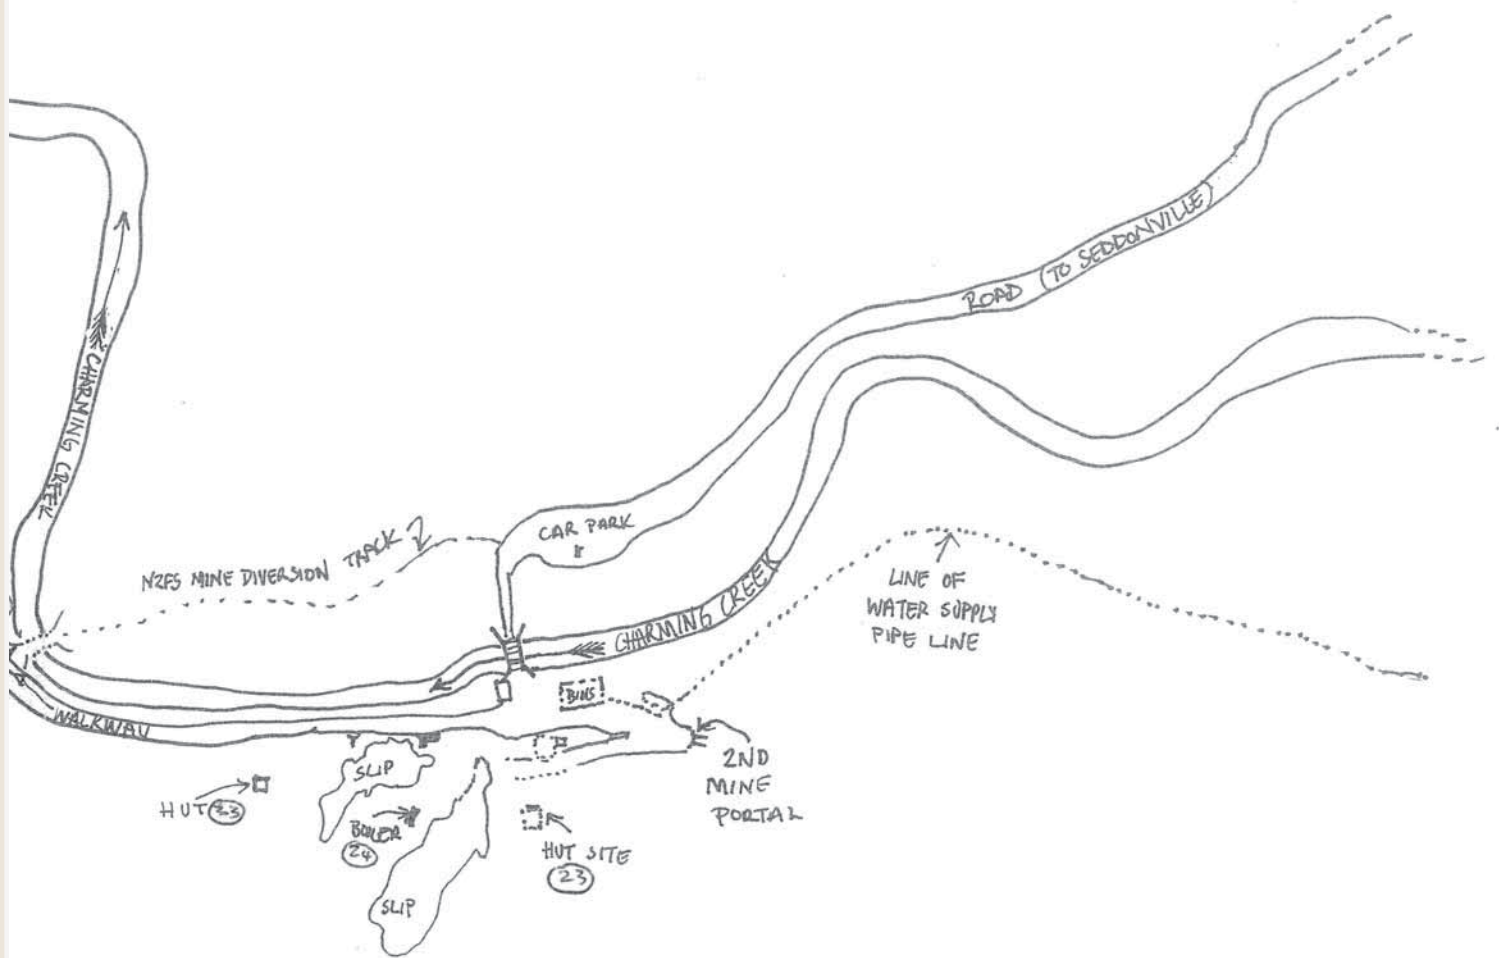 ROAD (TO SEDDONVILLE)
CHARMING CREEK
CAR PARK
NZFS MINE DIVERSION TRACK
LINE OF
WATER SUPPLY
PIPE LINE
CHARMING CREEK
BINS
WALKWAY
2ND
MINE
PORTAL
SLIP
HUT 33
BOILER
24
HUT SITE
23
SLIP